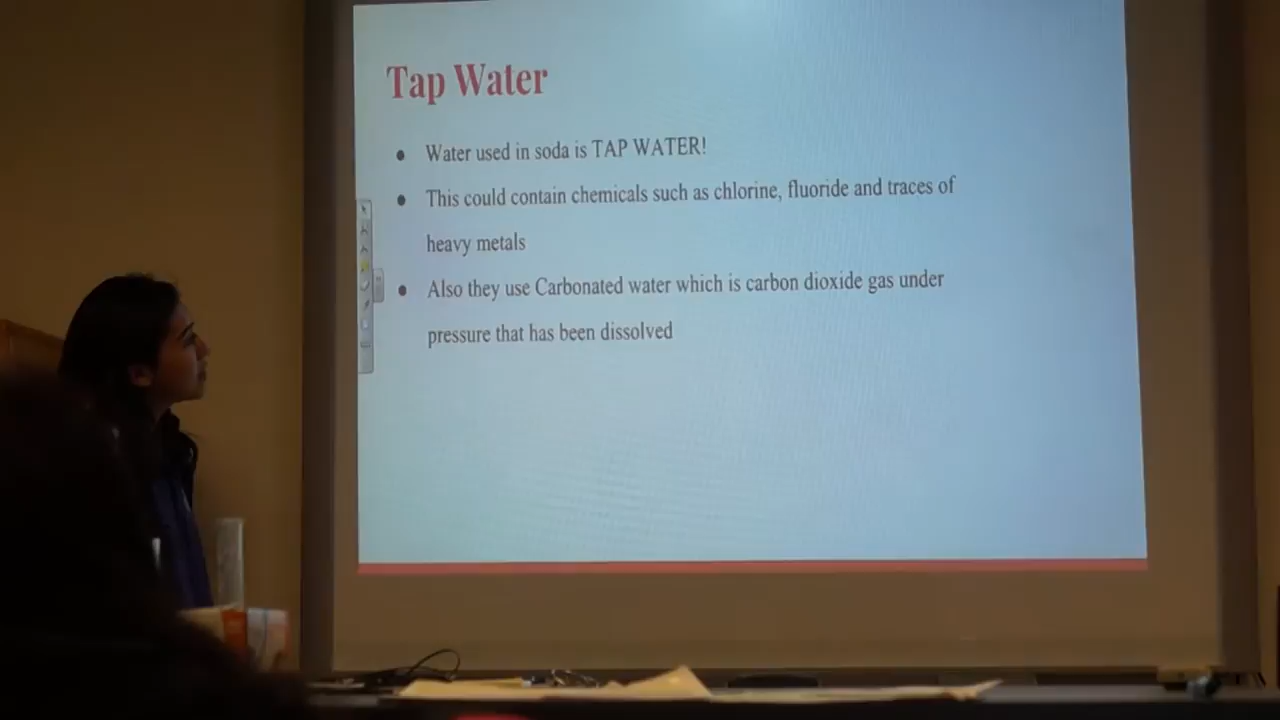 Tap Water
● Water used in soda is TAP WATER!
● This could contain chemicals such as chlorine, fluoride and traces of
heavy metals
● Also they use Carbonated water which is carbon dioxide gas under
pressure that has been dissolved